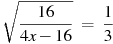 √(16/(4x − 16)) = 1/3